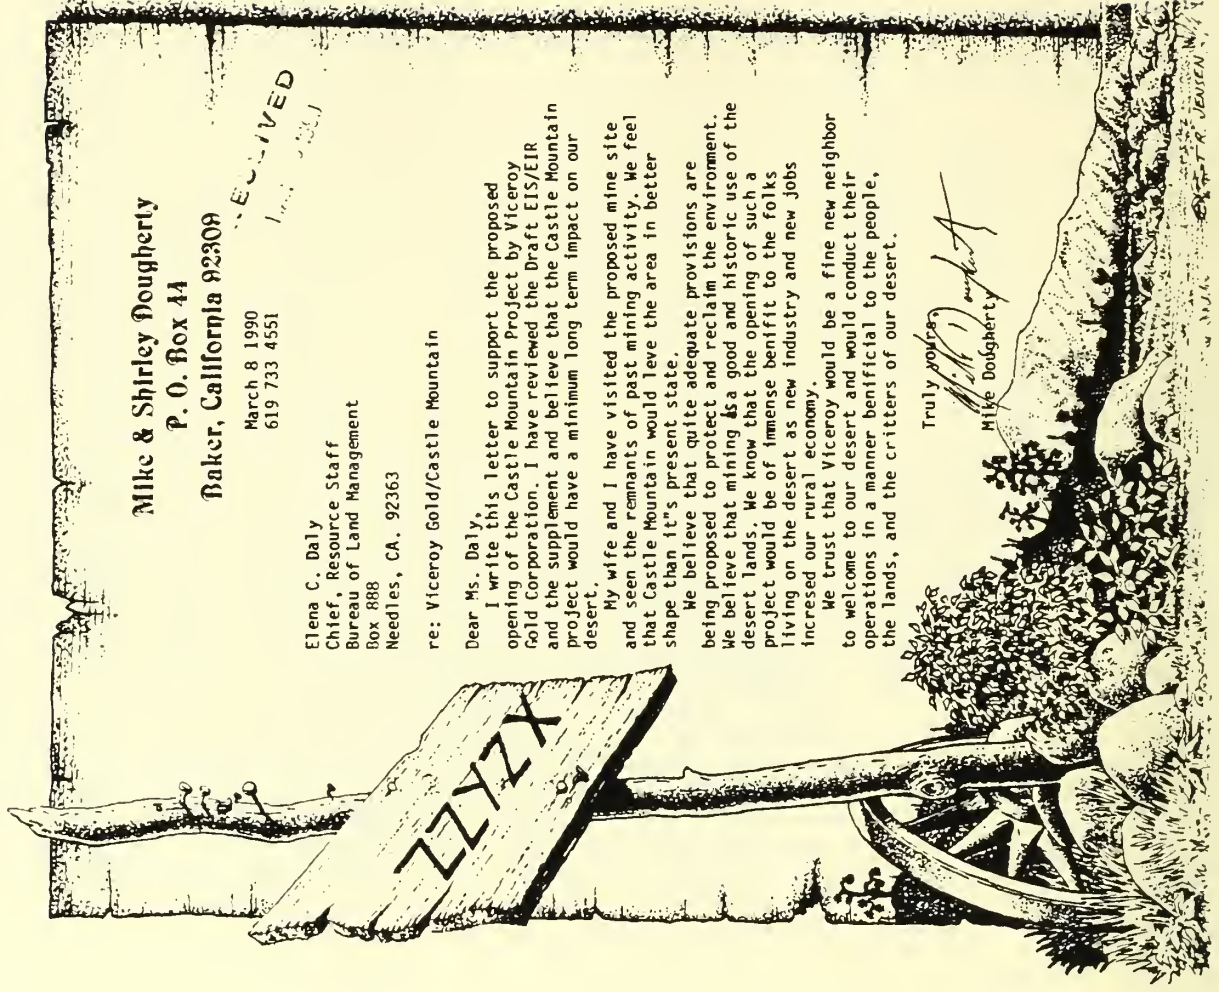 Mike & Shirley Dougherty
P. O. Box 44
Baker, California 92309
March 8 1990
619 733 4551
Elena C. Daly
Chief, Resource Staff
Bureau of Land Management
Box 888
Needles, CA. 92363
re: Viceroy Gold/Castle Mountain
Dear Ms. Daly,
I write this letter to support the proposed
opening of the Castle Mountain Project by Viceroy
Gold Corporation. I have reviewed the Draft EIS/EIR
and the supplement and believe that the Castle Mountain
project would have a minimum long term impact on our
desert.
My wife and I have visited the proposed mine site
and seen the remnants of past mining activity. We feel
that Castle Mountain would leve the area in better
shape than it"s present state.
We believe that quite adequate provisions are
being proposed to protect and reclaim the environment.
We believe that mining is a good and historic use of the
desert lands. We know that the opening of such a
project would be of immense benifit to the folks
living on the desert as new industry and new jobs
incresed our rural economy.
We trust that Viceroy would be a fine new neighbor
to welcome to our desert and would conduct their
operations in a manner benificial to the people,
the lands, and the critters of our desert.
Truly yours,
Mike Dougherty
ZZYZX
JENSEN